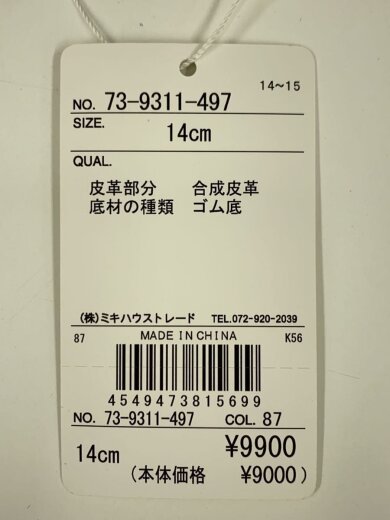 14~15
NO. 73-9311-497
SIZE.
14cm
QUAL.
皮革部分 合成皮革
底材の種類 ゴム底
(株)ミキハウストレード TEL.072-920-2039
87 MADE IN CHINA K56
4549473815699
NO. 73-9311-497 COL. 87
14cm ¥9900
(本体価格 ¥9000)